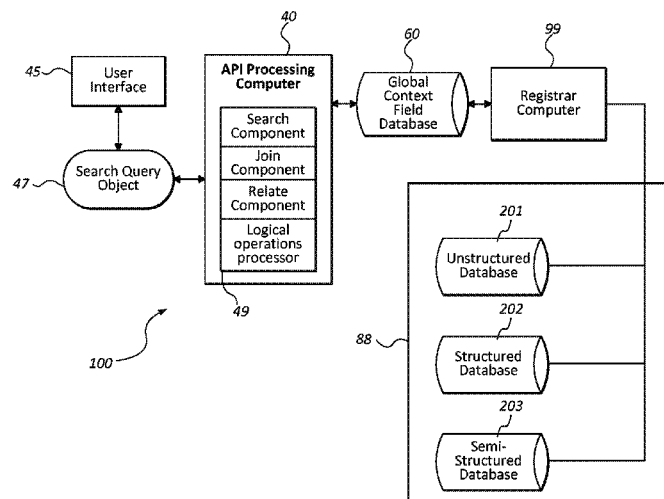 40
60
99
45
User
Interface
API Processing
Computer
Global
Context
Field
Database
Registrar
Computer
Search
Component
Join Component
Relate Component
Logical
operations
processor
47
Search Query
Object
49
100
88
201
Unstructured
Database
202
Structured
Database
203
Semi-
Structured
Database